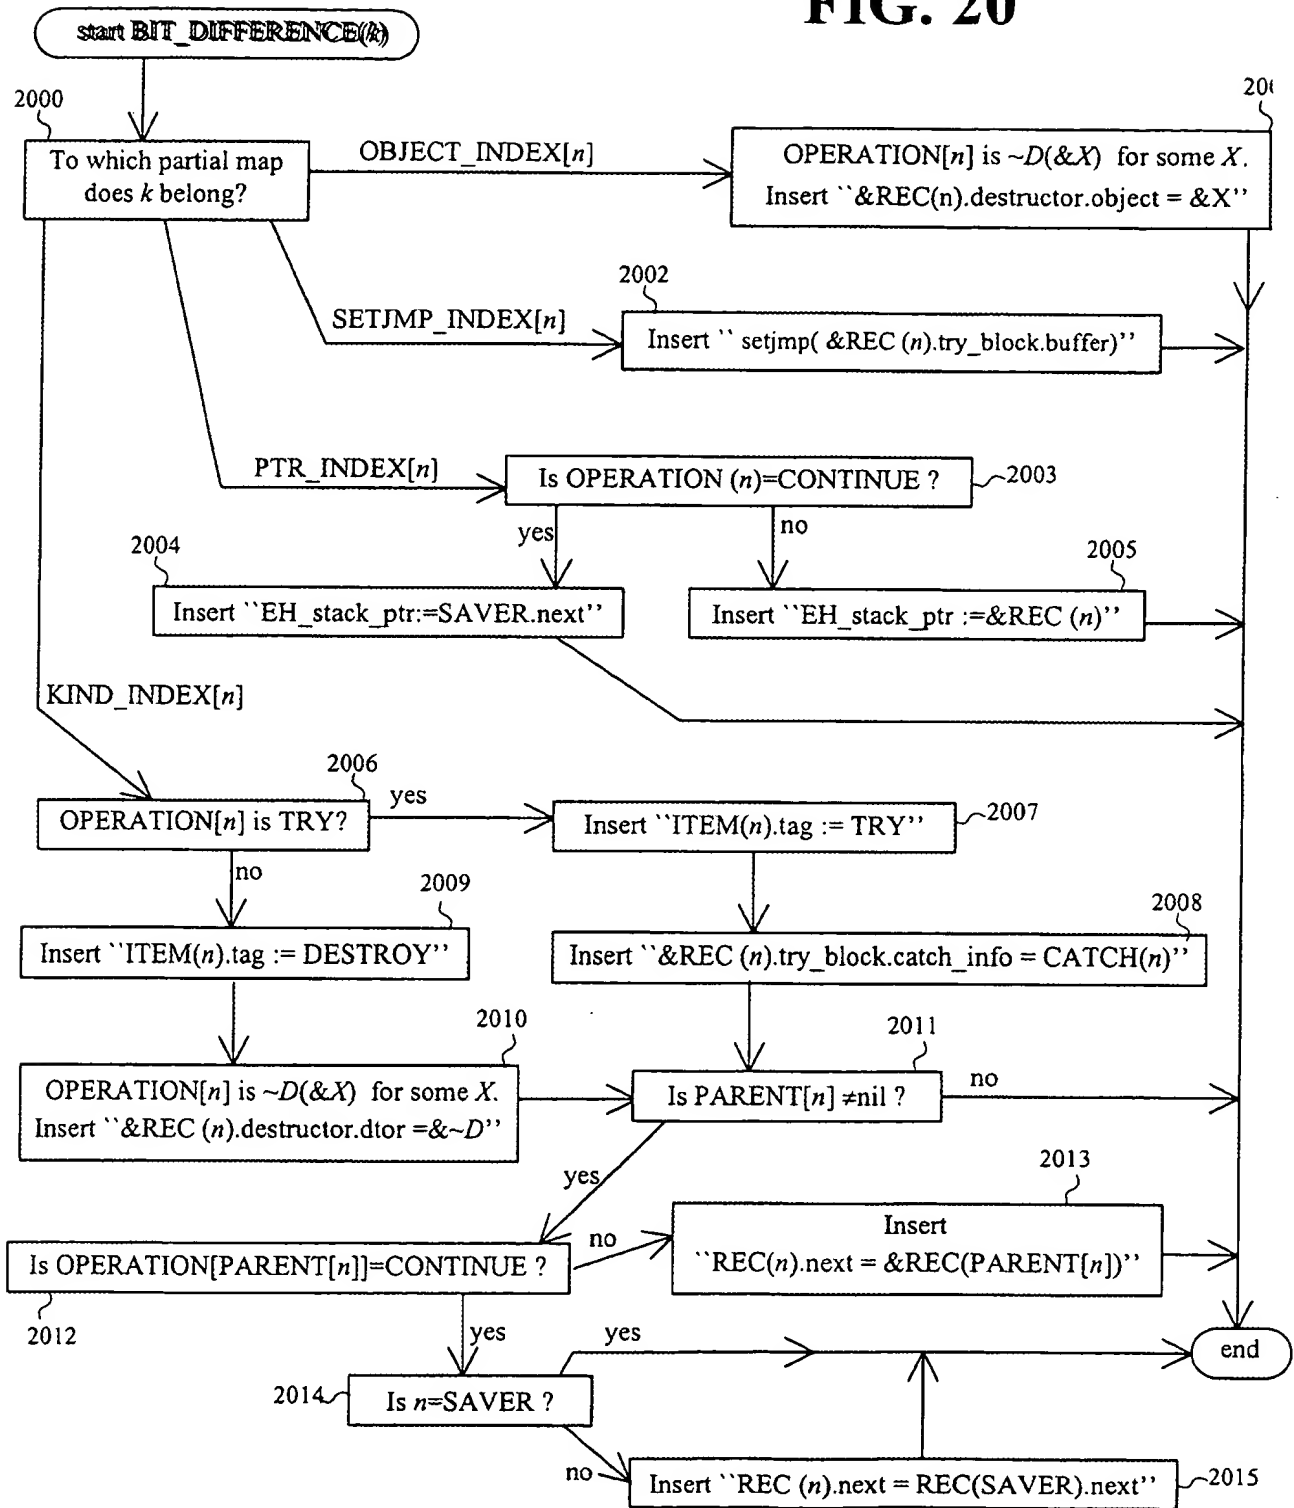 FIG. 20
start BIT_DIFFERENCE(k)
2000
To which partial map
does k belong?
OBJECT_INDEX[n]
OPERATION[n] is ~D(&X) for some X.
Insert ``&REC(n).destructor.object = &X''
2002
SETJMP_INDEX[n]
Insert `` setjmp( &REC (n).try_block.buffer)''
PTR_INDEX[n]
Is OPERATION (n)=CONTINUE ?
2003
yes
no
2004
Insert ``EH_stack_ptr:=SAVER.next''
2005
Insert ``EH_stack_ptr :=&REC (n)''
KIND_INDEX[n]
2006
OPERATION[n] is TRY?
yes
Insert ``ITEM(n).tag := TRY''
2007
no
2009
Insert ``ITEM(n).tag := DESTROY''
2008
Insert ``&REC (n).try_block.catch_info = CATCH(n)''
2010
OPERATION[n] is ~D(&X) for some X.
Insert ``&REC (n).destructor.dtor =&~D''
2011
Is PARENT[n] ≠nil ?
no
yes
2013
Insert
``REC(n).next = &REC(PARENT[n])''
Is OPERATION[PARENT[n]]=CONTINUE ?
no
2012
yes
yes
end
2014
Is n=SAVER ?
no
Insert ``REC (n).next = REC(SAVER).next''
2015